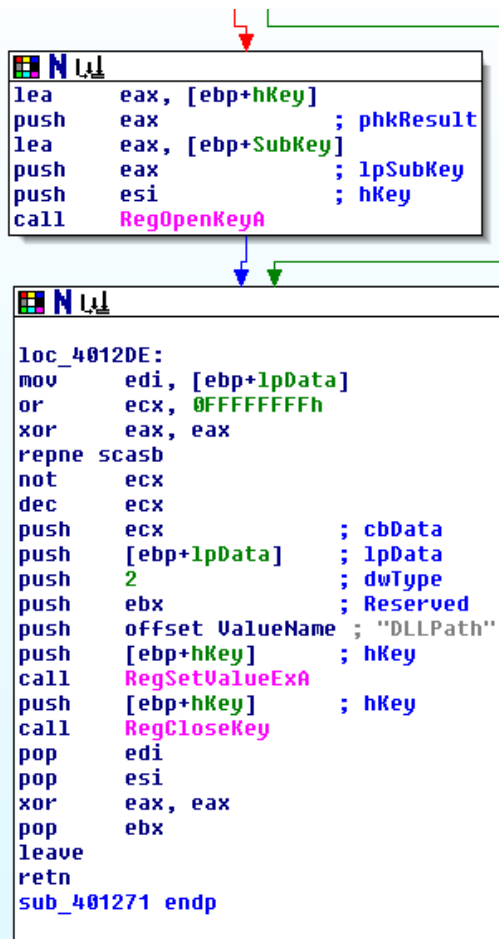 N
lea     eax, [ebp+hKey]
push    eax             ; phkResult
lea     eax, [ebp+SubKey]
push    eax             ; lpSubKey
push    esi             ; hKey
call    RegOpenKeyA
N
loc_4012DE:
mov     edi, [ebp+lpData]
or      ecx, 0FFFFFFFFh
xor     eax, eax
repne scasb
not     ecx
dec     ecx
push    ecx             ; cbData
push    [ebp+lpData]    ; lpData
push    2               ; dwType
push    ebx             ; Reserved
push    offset ValueName ; "DLLPath"
push    [ebp+hKey]      ; hKey
call    RegSetValueExA
push    [ebp+hKey]      ; hKey
call    RegCloseKey
pop     edi
pop     esi
xor     eax, eax
pop     ebx
leave
retn
sub_401271 endp